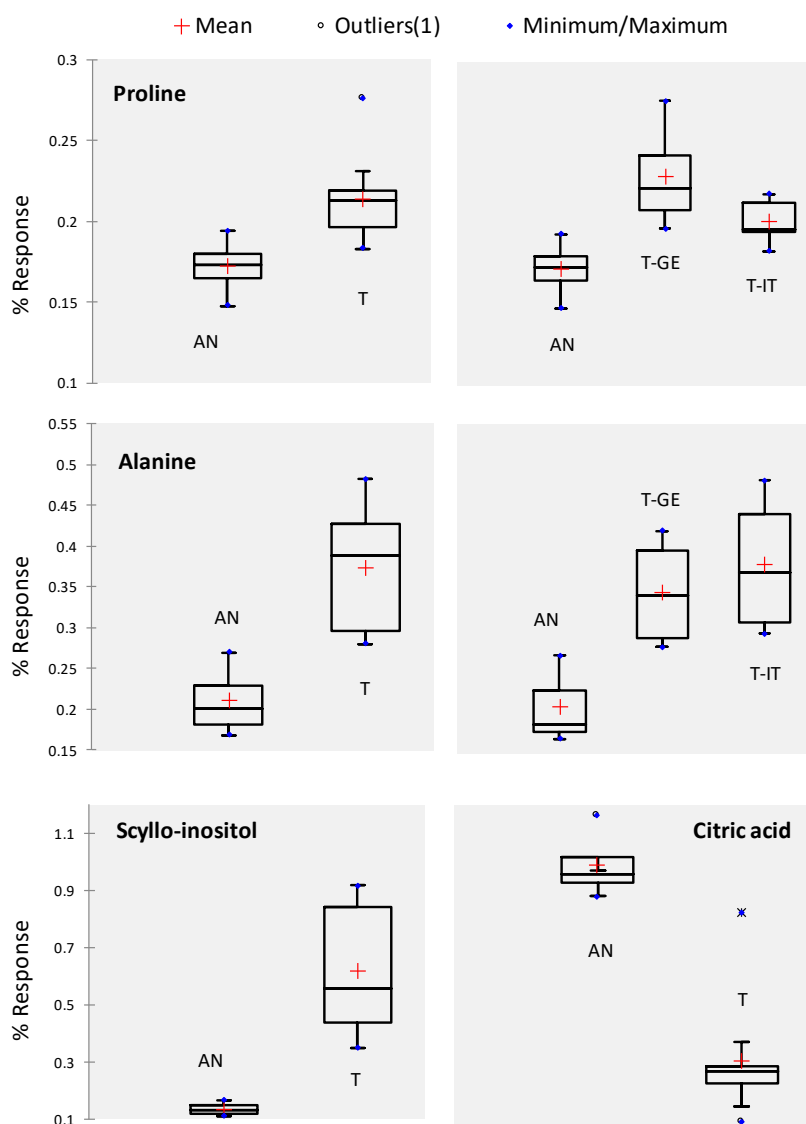 Mean Outliers(1) Minimum/Maximum
Proline
% Response
0.3
0.25
0.2
0.15
0.1
AN
T
AN
T-GE
T-IT
Alanine
% Response
0.55
0.5
0.45
0.4
0.35
0.3
0.25
0.2
0.15
AN
T
AN
T-GE
T-IT
Scyllo-inositol
% Response
1.1
0.9
0.7
0.5
0.3
0.1
AN
T
Citric acid
AN
T